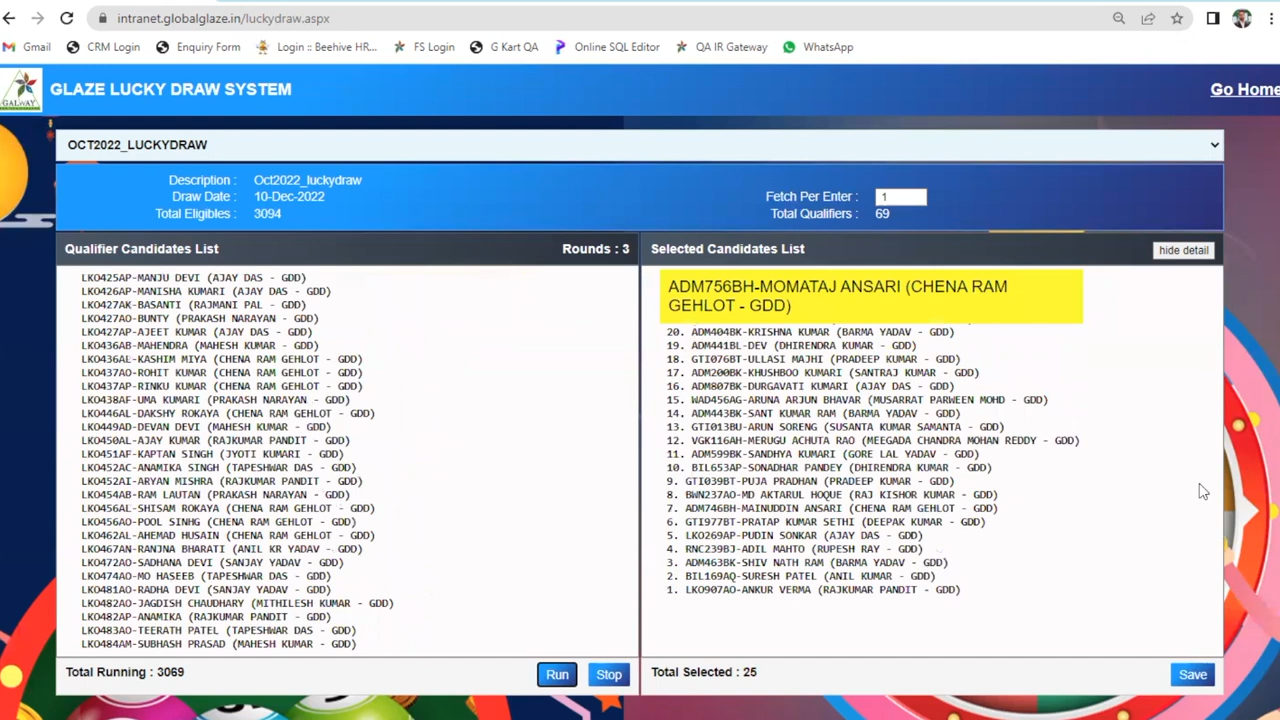 intranet.globalglaze.in/luckydraw.aspx
Gmail CRM Login Enquiry Form Login :: Beehive HR... FS Login G Kart QA Online SQL Editor QA IR Gateway WhatsApp
GALWAY
GLAZE LUCKY DRAW SYSTEM
Go Home
OCT2022_LUCKYDRAW
Description : Oct2022_luckydraw
Draw Date : 10-Dec-2022
Fetch Per Enter : 1
Total Eligibles : 3094
Total Qualifiers : 69
Qualifier Candidates List
Rounds : 3
LKO425AP-MANJU DEVI (AJAY DAS - GDD)
LKO426AP-MANISHA KUMARI (AJAY DAS - GDD)
LKO427AK-BASANTI (RAJMANI PAL - GDD)
LKO427AO-BUNTY (PRAKASH NARAYAN - GDD)
LKO427AP-AJEET KUMAR (AJAY DAS - GDD)
LKO436AB-MAHENDRA (MAHESH KUMAR - GDD)
LKO436AL-KASHIM MIYA (CHENA RAM GEHLOT - GDD)
LKO437AO-ROHIT KUMAR (CHENA RAM GEHLOT - GDD)
LKO437AP-RINKU KUMAR (CHENA RAM GEHLOT - GDD)
LKO438AF-UMA KUMARI (PRAKASH NARAYAN - GDD)
LKO446AL-DAKSHY ROKAYA (CHENA RAM GEHLOT - GDD)
LKO449AD-DEVAN DEVI (MAHESH KUMAR - GDD)
LKO450AL-AJAY KUMAR (RAJKUMAR PANDIT - GDD)
LKO451AF-KAPTAN SINGH (JYOTI KUMARI - GDD)
LKO452AC-ANAMIKA SINGH (TAPESHWAR DAS - GDD)
LKO452AI-ARYAN MISHRA (RAJKUMAR PANDIT - GDD)
LKO454AB-RAM LAUTAN (PRAKASH NARAYAN - GDD)
LKO456AL-SHISAM ROKAYA (CHENA RAM GEHLOT - GDD)
LKO456AO-POOL SINHG (CHENA RAM GEHLOT - GDD)
LKO462AL-AHEMAD HUSAIN (CHENA RAM GEHLOT - GDD)
LKO467AN-RANJNA BHARATI (ANIL KR YADAV - GDD)
LKO472AO-SADHANA DEVI (SANJAY YADAV - GDD)
LKO474AO-MO HASEEB (TAPESHWAR DAS - GDD)
LKO481AO-RADHA DEVI (SANJAY YADAV - GDD)
LKO482AO-JAGDISH CHAUDHARY (MITHILESH KUMAR - GDD)
LKO482AP-ANAMIKA (RAJKUMAR PANDIT - GDD)
LKO483AO-TEERATH PATEL (TAPESHWAR DAS - GDD)
LKO484AM-SUBHASH PRASAD (MAHESH KUMAR - GDD)
Total Running : 3069
Run
Stop
Selected Candidates List
hide detail
ADM756BH-MOMATAJ ANSARI (CHENA RAM
GEHLOT - GDD)
20. ADM404BK-KRISHNA KUMAR (BARMA YADAV - GDD)
19. ADM441BL-DEV (DHIRENDRA KUMAR - GDD)
18. GTI076BT-ULLASI MAJHI (PRADEEP KUMAR - GDD)
17. ADM200BK-KHUSHBOO KUMARI (SANTRAJ KUMAR - GDD)
16. ADM807BK-DURGAVATI KUMARI (AJAY DAS - GDD)
15. WAD456AG-ARUNA ARJUN BHAVAR (MUSARRAT PARWEEN MOHD - GDD)
14. ADM443BK-SANT KUMAR RAM (BARMA YADAV - GDD)
13. GTI013BU-ARUN SORENG (SUSANTA KUMAR SAMANTA - GDD)
12. VGK116AH-MERUGU ACHUTA RAO (MEEGADA CHANDRA MOHAN REDDY - GDD)
11. ADM599BK-SANDHYA KUMARI (GORE LAL YADAV - GDD)
10. BIL653AP-SONADHAR PANDEY (DHIRENDRA KUMAR - GDD)
9. GTI039BT-PUJA PRADHAN (PRADEEP KUMAR - GDD)
8. BWN237AO-MD AKTARUL HOQUE (RAJ KISHOR KUMAR - GDD)
7. ADM746BH-MAINUDDIN ANSARI (CHENA RAM GEHLOT - GDD)
6. GTI977BT-PRATAP KUMAR SETHI (DEEPAK KUMAR - GDD)
5. LKO269AP-PUDIN SONKAR (AJAY DAS - GDD)
4. RNC239BJ-ADIL MAHTO (RUPESH RAY - GDD)
3. ADM463BK-SHIV NATH RAM (BARMA YADAV - GDD)
2. BIL169AQ-SURESH PATEL (ANIL KUMAR - GDD)
1. LKO907AO-ANKUR VERMA (RAJKUMAR PANDIT - GDD)
Total Selected : 25
Save